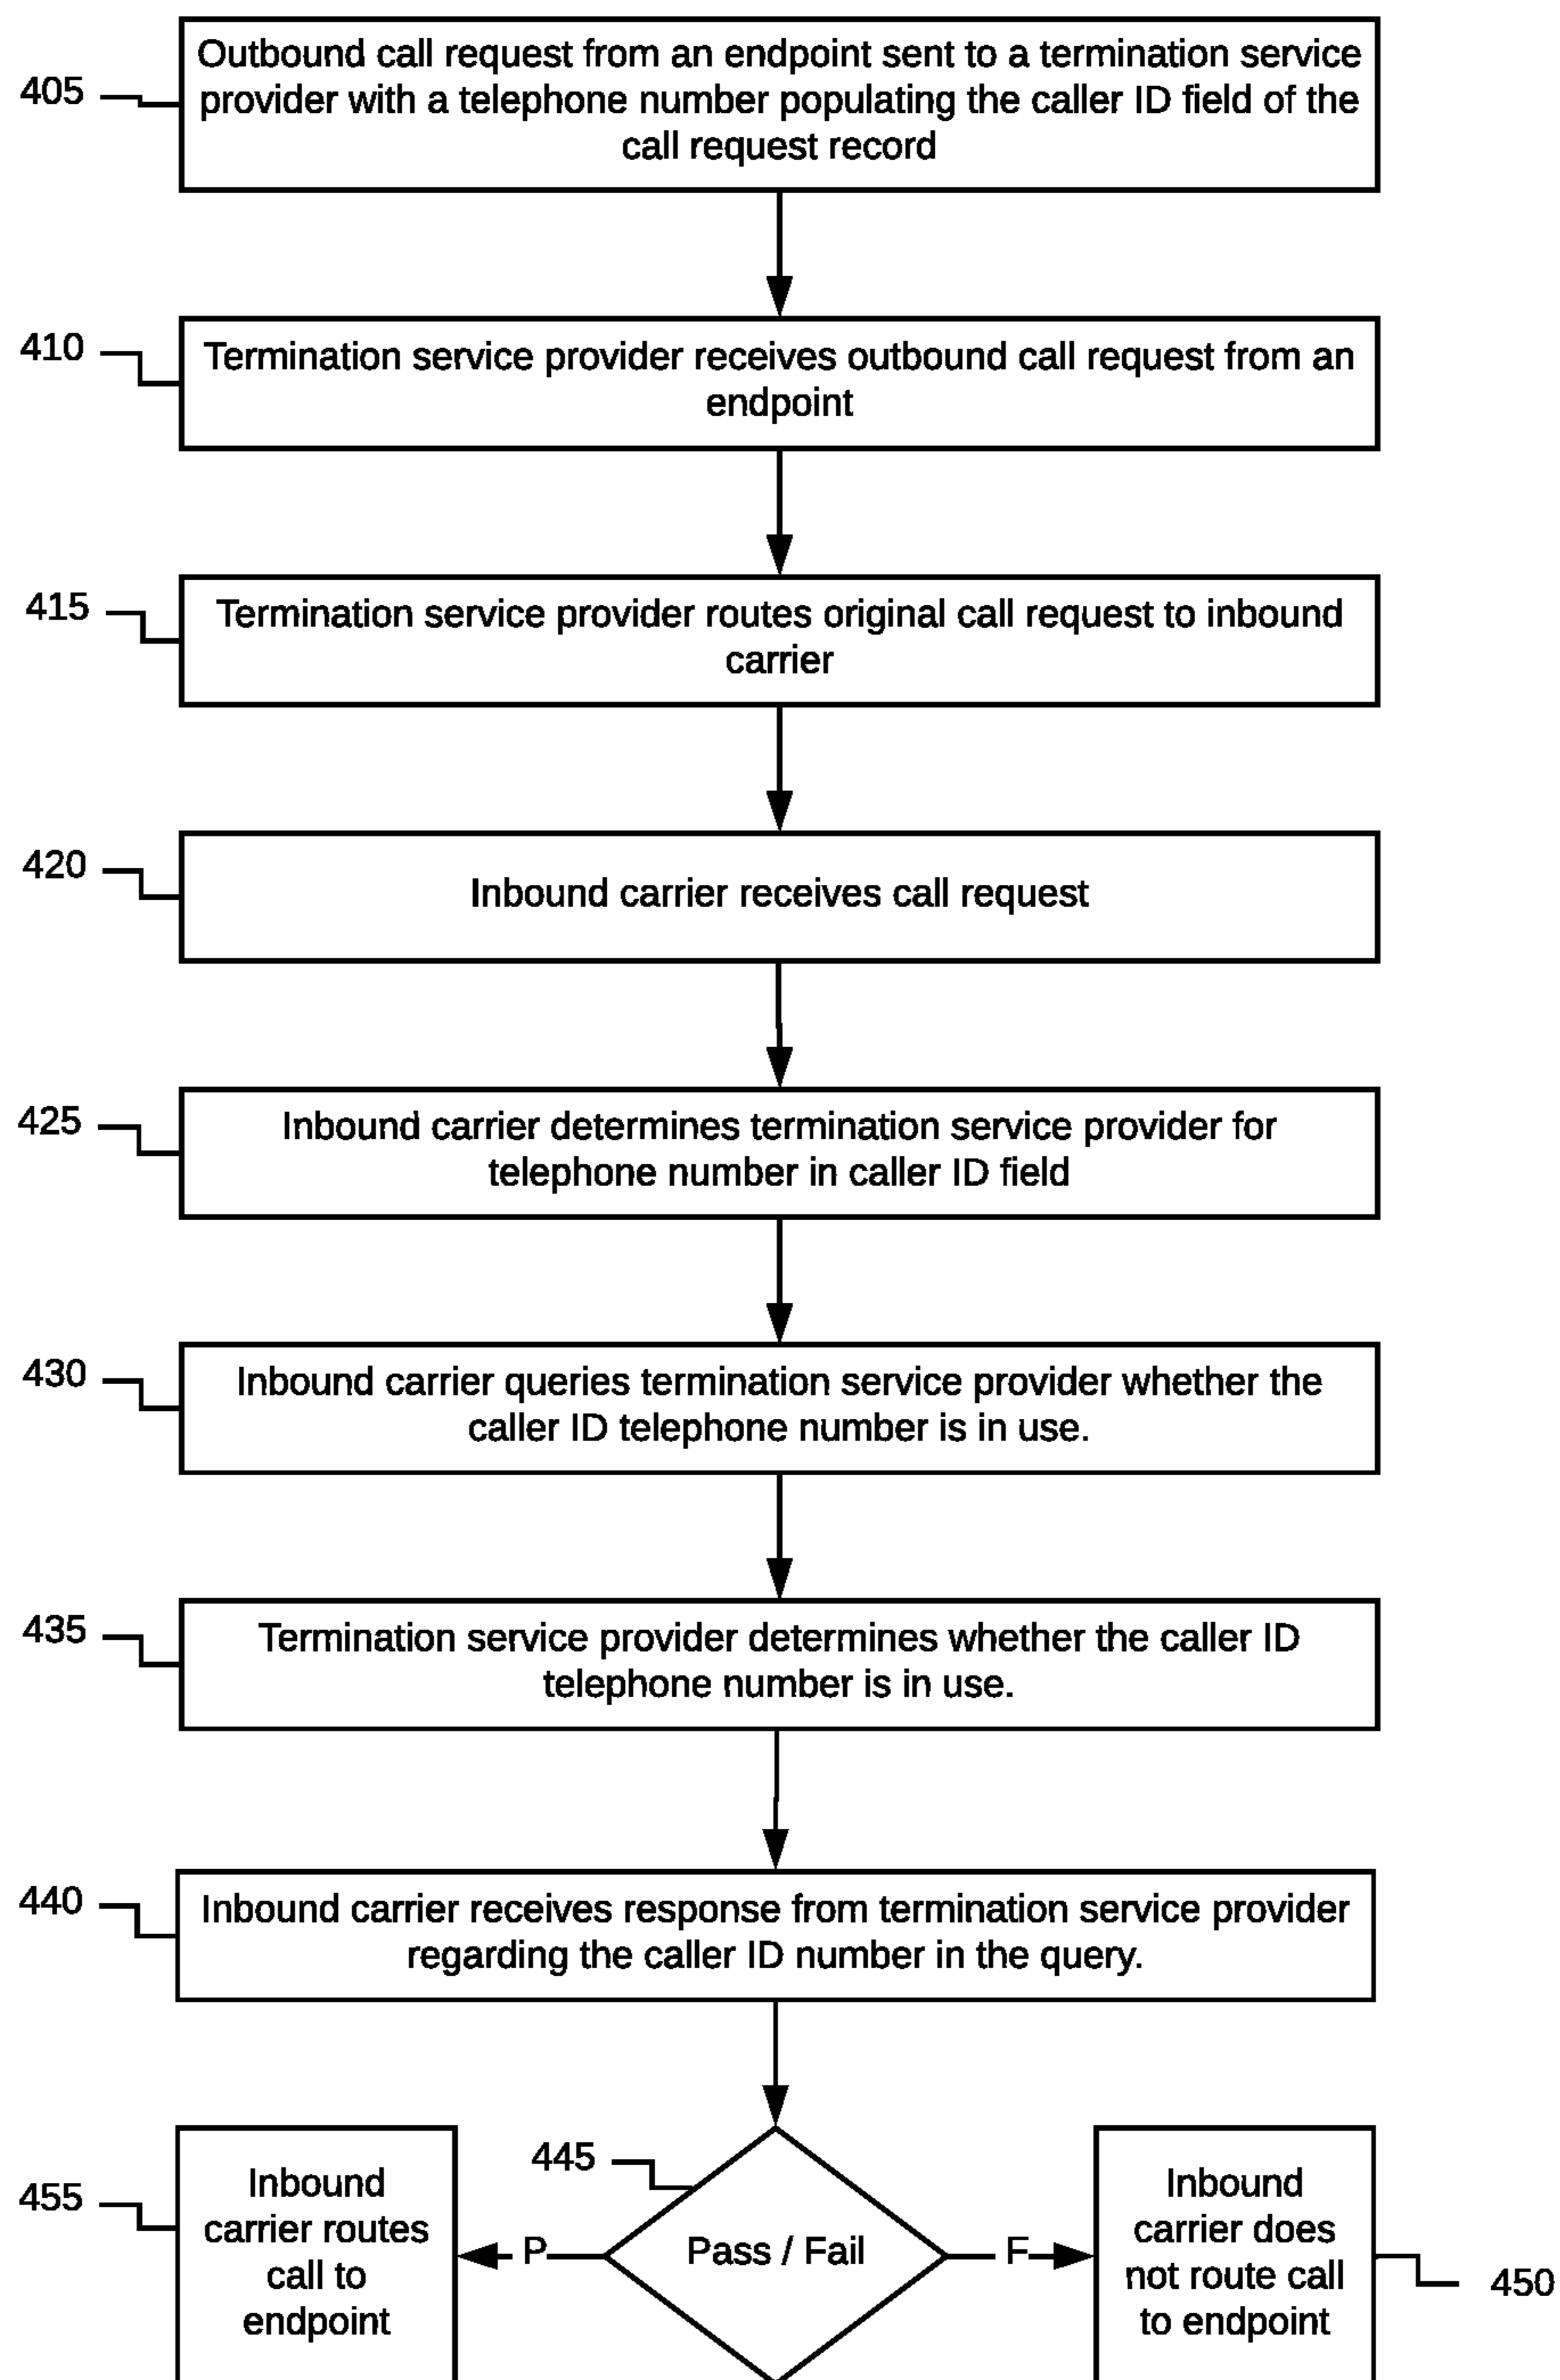 405
Outbound call request from an endpoint sent to a termination service
provider with a telephone number populating the caller ID field of the
call request record
410
Termination service provider receives outbound call request from an
endpoint
415
Termination service provider routes original call request to inbound
carrier
420
Inbound carrier receives call request
425
Inbound carrier determines termination service provider for
telephone number in caller ID field
430
Inbound carrier queries termination service provider whether the
caller ID telephone number is in use.
435
Termination service provider determines whether the caller ID
telephone number is in use.
440
Inbound carrier receives response from termination service provider
regarding the caller ID number in the query.
455
Inbound
carrier routes
call to
endpoint
P
445
Pass / Fail
F
Inbound
carrier does
not route call
to endpoint
450